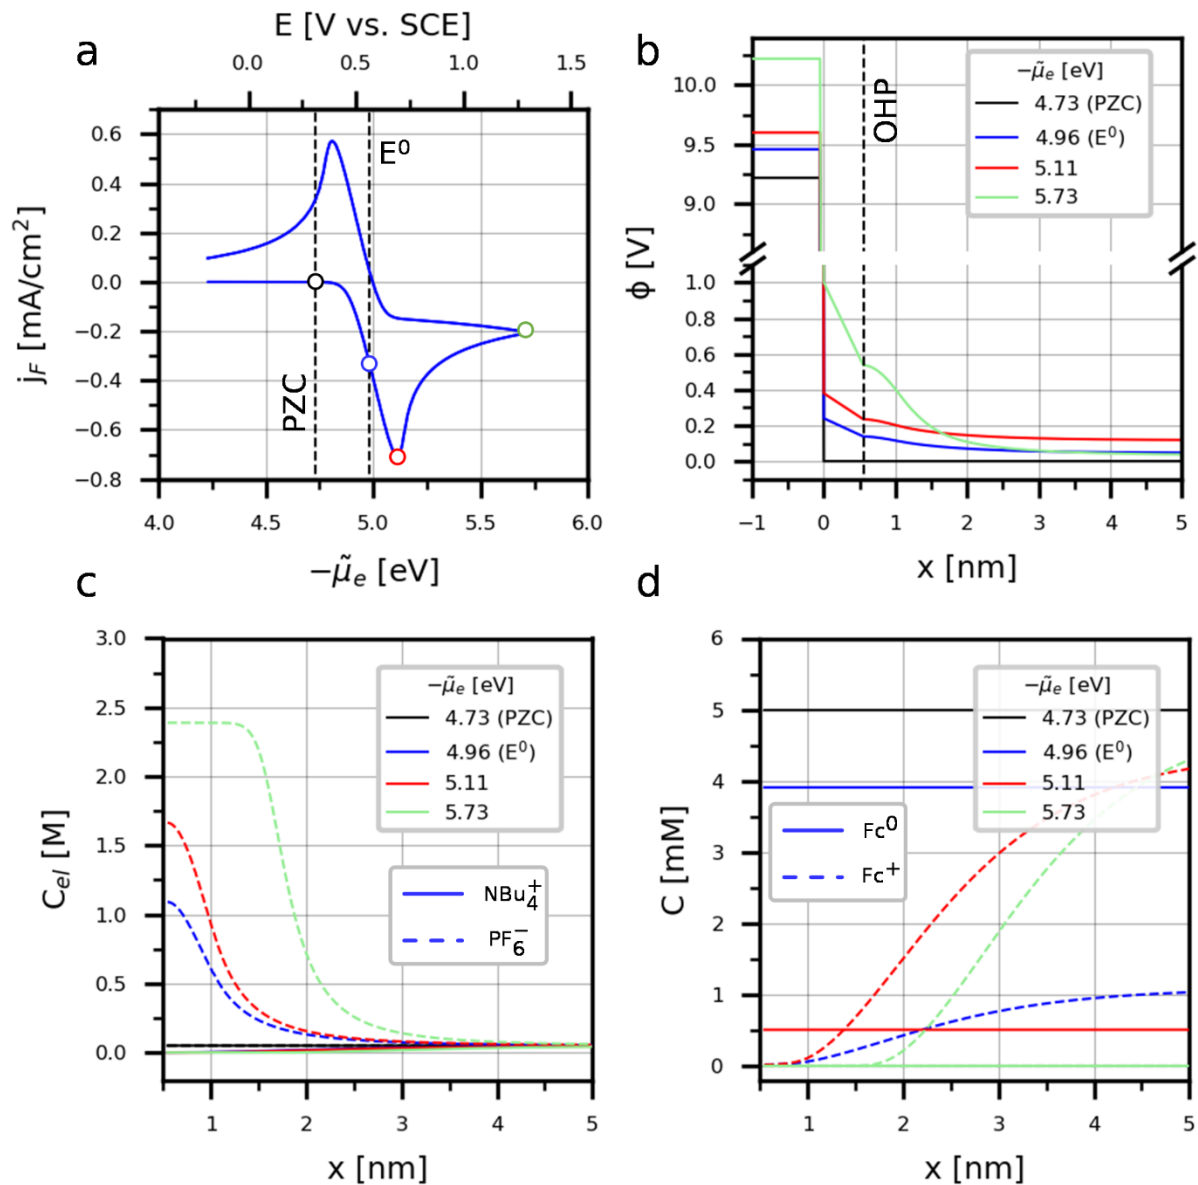 a
E [V vs. SCE]
0.0 0.5 1.0 1.5
0.6
0.4
0.2
0.0
−0.2
−0.4
−0.6
−0.8
j_F [mA/cm²]
PZC
E⁰
4.0 4.5 5.0 5.5 6.0
−μ̃ₑ [eV]
b
10.0
9.5
9.0
1.0
0.8
0.6
0.4
0.2
0.0
ϕ [V]
OHP
−μ̃ₑ [eV]
4.73 (PZC)
4.96 (E⁰)
5.11
5.73
−1 0 1 2 3 4 5
x [nm]
c
3.0
2.5
2.0
1.5
1.0
0.5
0.0
C_el [M]
−μ̃ₑ [eV]
4.73 (PZC)
4.96 (E⁰)
5.11
5.73
NBu₄⁺
PF₆⁻
1 2 3 4 5
x [nm]
d
6
5
4
3
2
1
0
C [mM]
−μ̃ₑ [eV]
4.73 (PZC)
4.96 (E⁰)
5.11
5.73
Fc⁰
Fc⁺
1 2 3 4 5
x [nm]